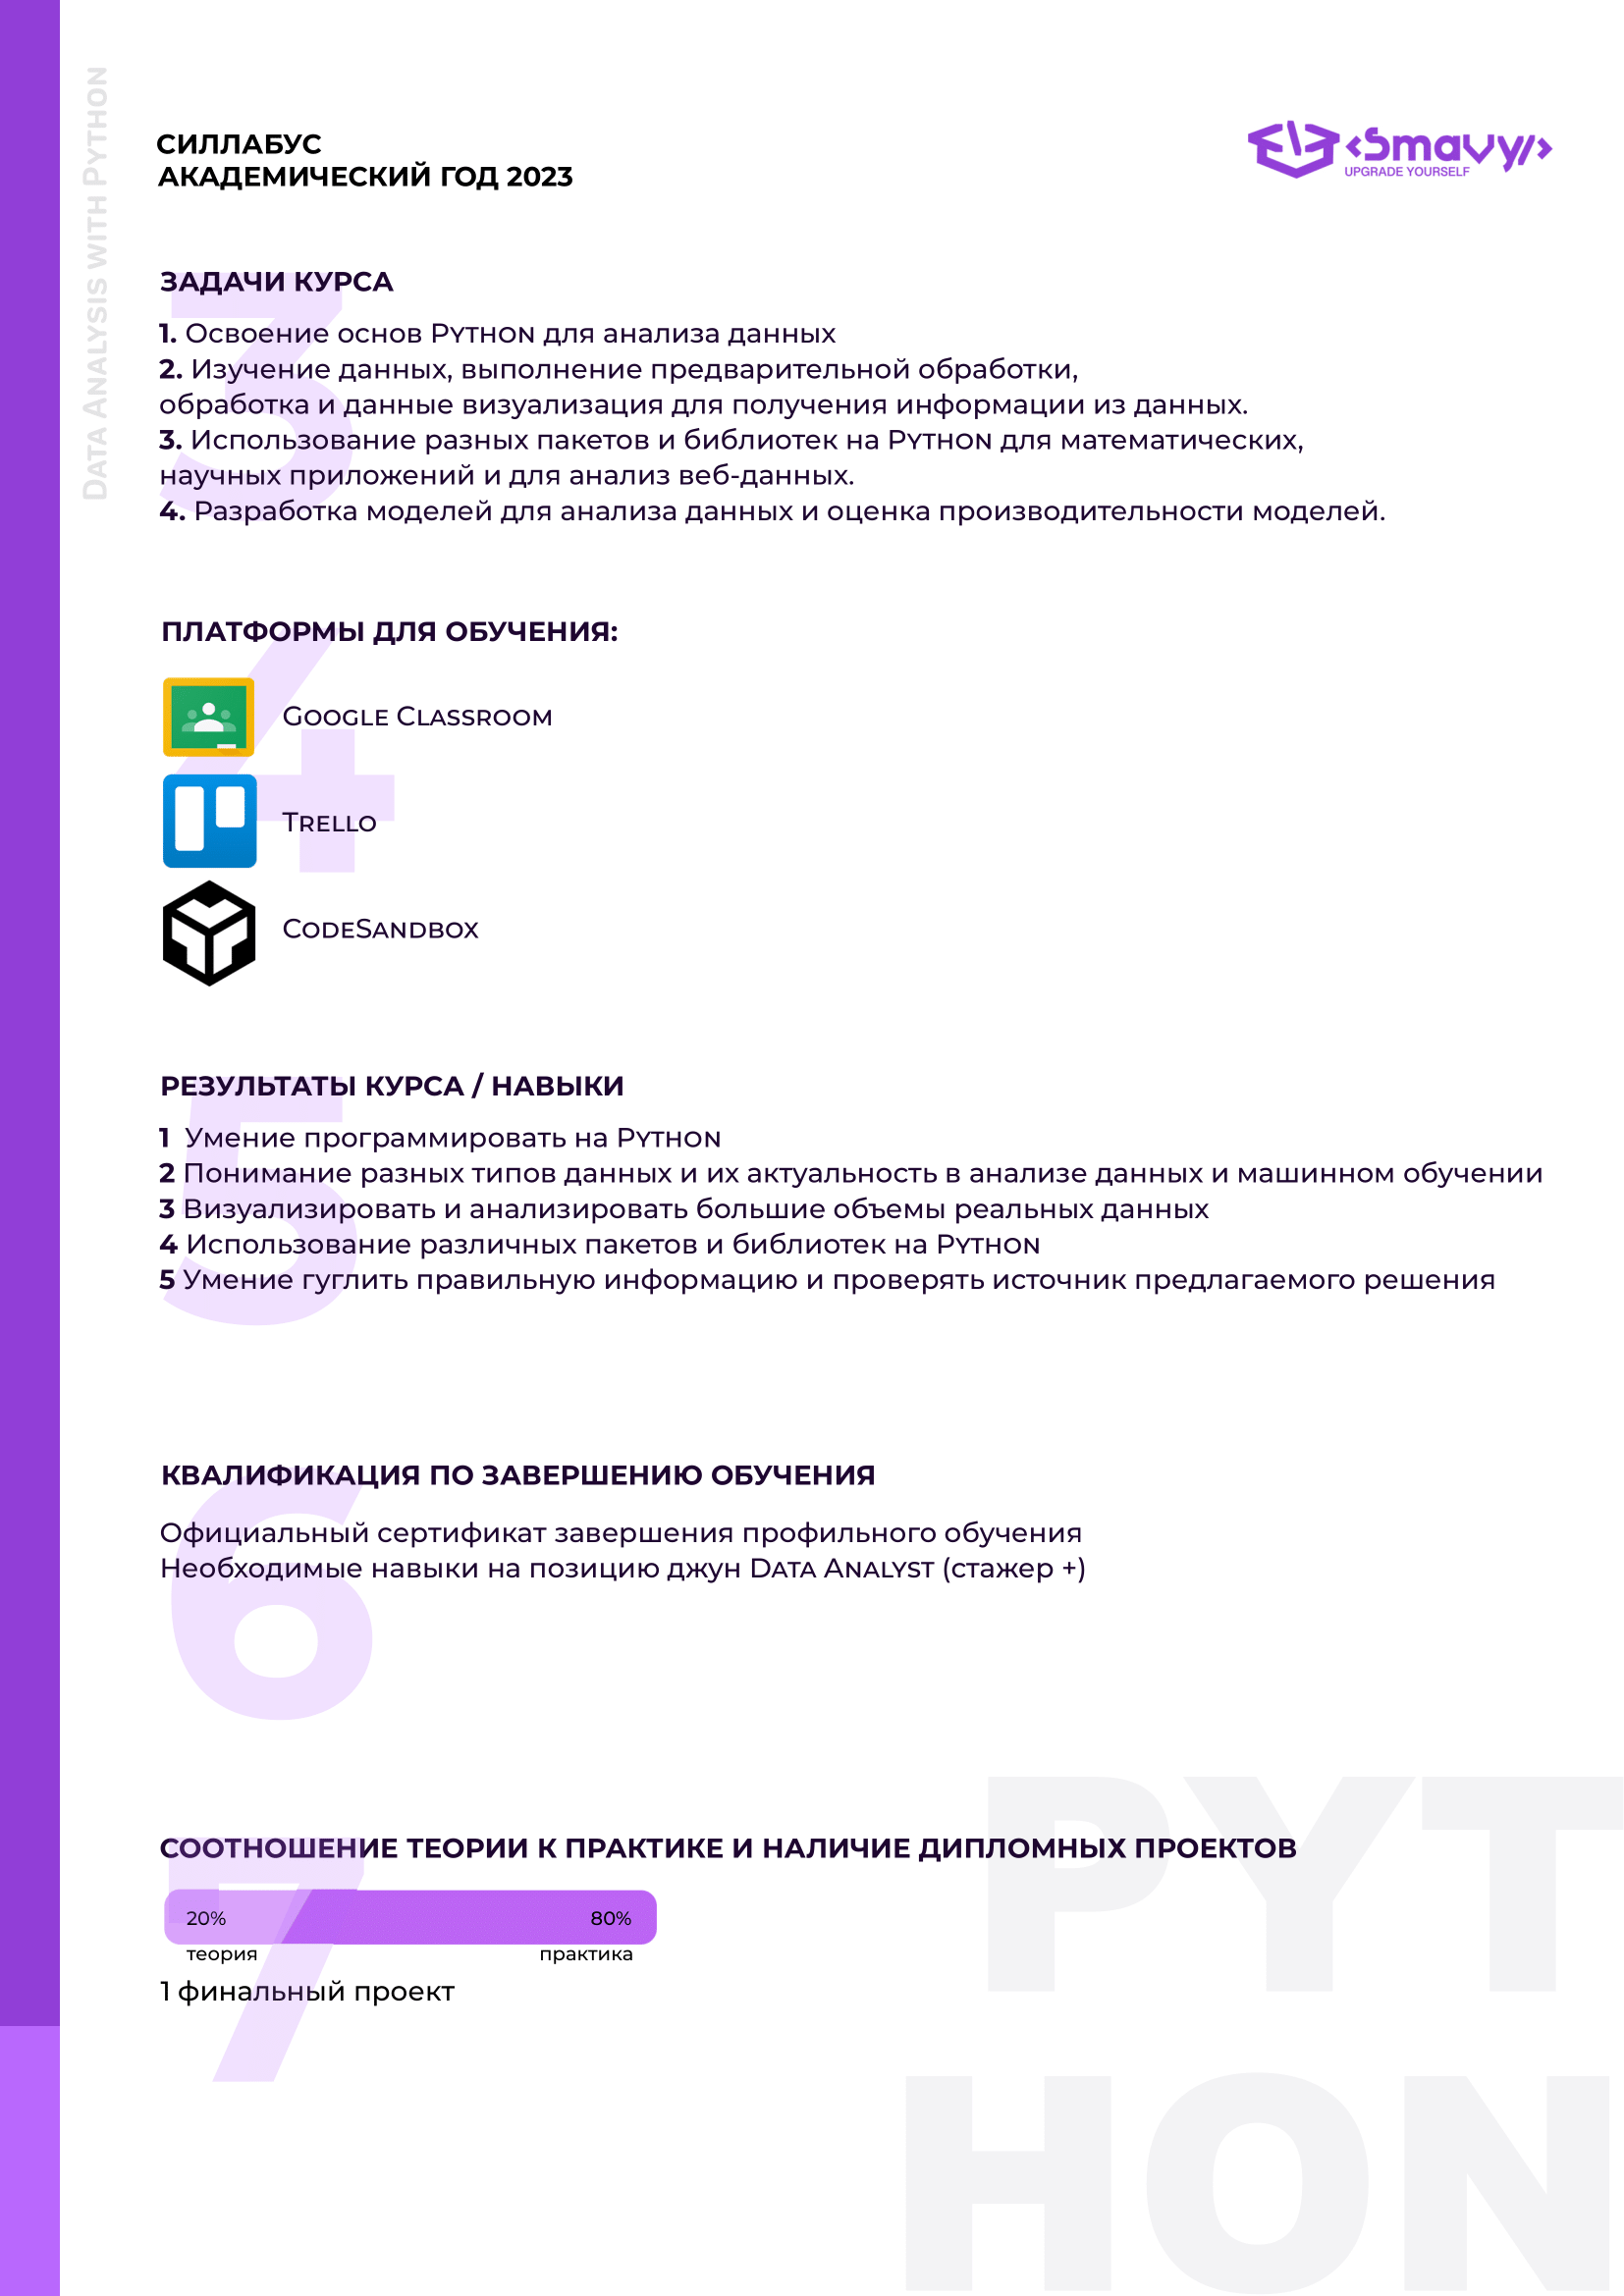 DATA ANALYSIS WITH PYTHON
СИЛЛАБУС
АКАДЕМИЧЕСКИЙ ГОД 2023
<Smavy/>
UPGRADE YOURSELF
3
ЗАДАЧИ КУРСА
1. Освоение основ PYTHON для анализа данных
2. Изучение данных, выполнение предварительной обработки,
обработка и данные визуализация для получения информации из данных.
3. Использование разных пакетов и библиотек на PYTHON для математических,
научных приложений и для анализ веб-данных.
4. Разработка моделей для анализа данных и оценка производительности моделей.
4
ПЛАТФОРМЫ ДЛЯ ОБУЧЕНИЯ:
GOOGLE CLASSROOM
TRELLO
CODESANDBOX
5
РЕЗУЛЬТАТЫ КУРСА / НАВЫКИ
1 Умение программировать на PYTHON
2 Понимание разных типов данных и их актуальность в анализе данных и машинном обучении
3 Визуализировать и анализировать большие объемы реальных данных
4 Использование различных пакетов и библиотек на PYTHON
5 Умение гуглить правильную информацию и проверять источник предлагаемого решения
6
КВАЛИФИКАЦИЯ ПО ЗАВЕРШЕНИЮ ОБУЧЕНИЯ
Официальный сертификат завершения профильного обучения
Необходимые навыки на позицию джун DATA ANALYST (стажер +)
7
СООТНОШЕНИЕ ТЕОРИИ К ПРАКТИКЕ И НАЛИЧИЕ ДИПЛОМНЫХ ПРОЕКТОВ
20% 80%
теория практика
1 финальный проект
PYT
HON